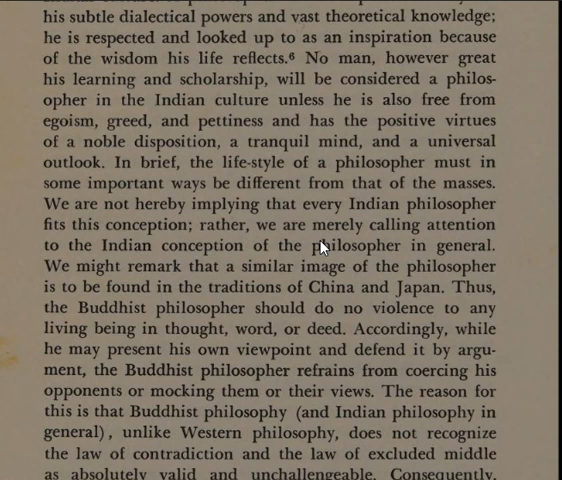 his subtle dialectical powers and vast theoretical knowledge;
he is respected and looked up to as an inspiration because
of the wisdom his life reflects.⁶ No man, however great
his learning and scholarship, will be considered a philos-
opher in the Indian culture unless he is also free from
egoism, greed, and pettiness and has the positive virtues
of a noble disposition, a tranquil mind, and a universal
outlook. In brief, the life-style of a philosopher must in
some important ways be different from that of the masses.
We are not hereby implying that every Indian philosopher
fits this conception; rather, we are merely calling attention
to the Indian conception of the philosopher in general.
We might remark that a similar image of the philosopher
is to be found in the traditions of China and Japan. Thus,
the Buddhist philosopher should do no violence to any
living being in thought, word, or deed. Accordingly, while
he may present his own viewpoint and defend it by argu-
ment, the Buddhist philosopher refrains from coercing his
opponents or mocking them or their views. The reason for
this is that Buddhist philosophy (and Indian philosophy in
general), unlike Western philosophy, does not recognize
the law of contradiction and the law of excluded middle
as absolutely valid and unchallengeable. Consequently,